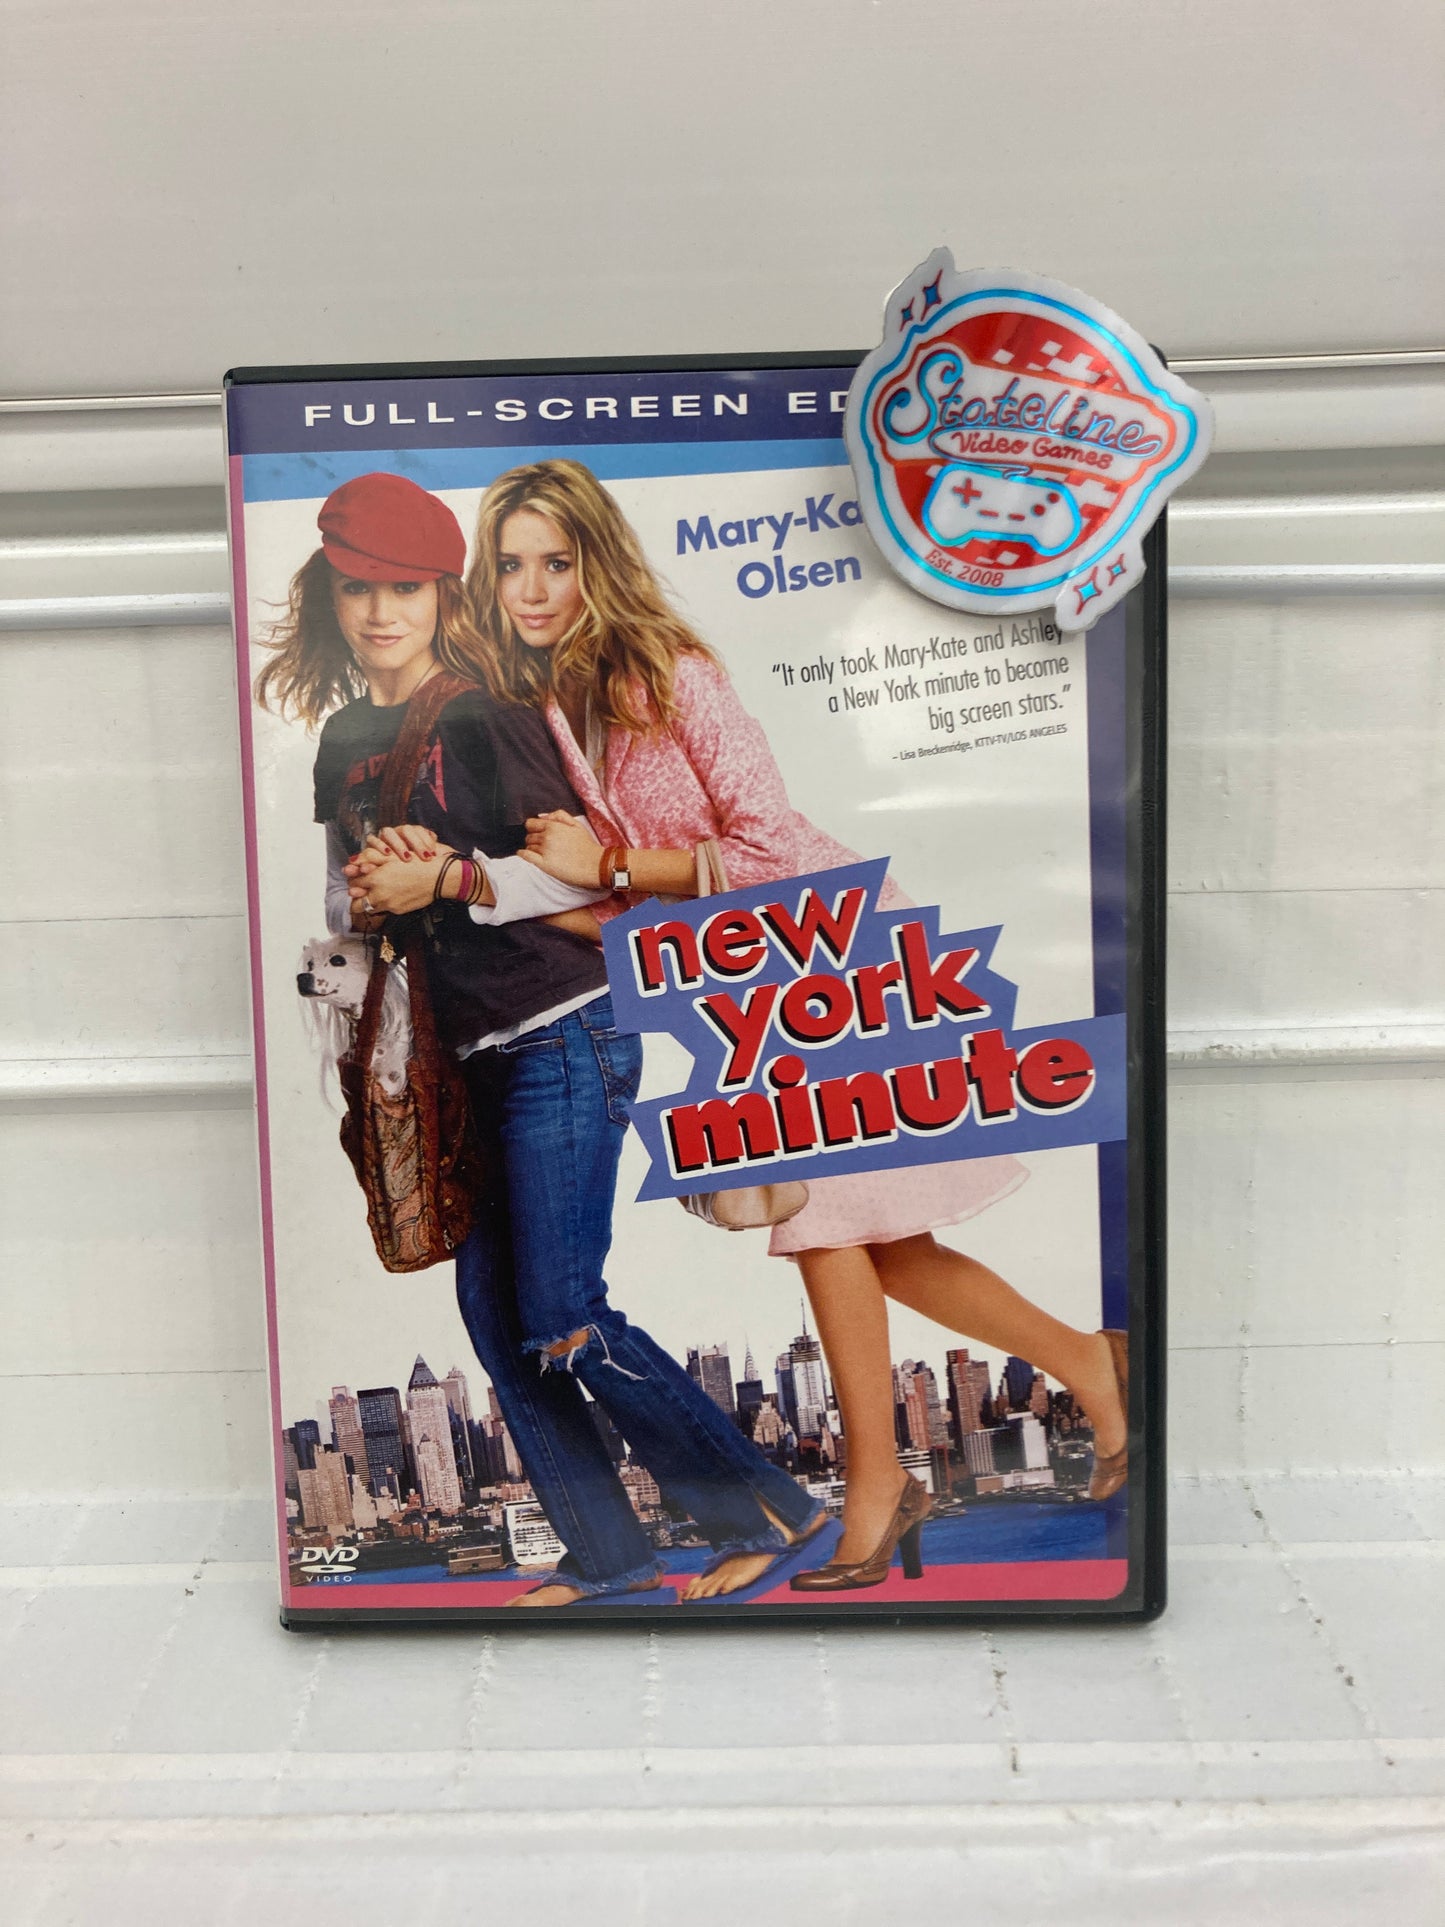 FULL-SCREEN
Stateline
Video Games
Est. 2008
Mary-Ka
Olsen
"It only took Mary-Kate and Ashley
a New York minute to become
big screen stars."
– Lisa Breckenridge, KTTV-TV/LOS ANGELES
new
york
minute
DVD
VIDEO